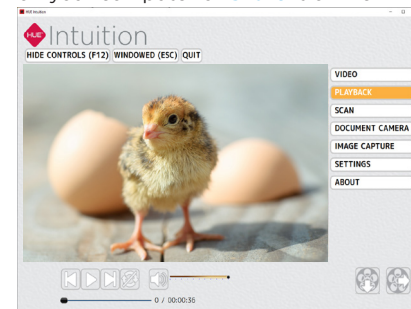 HUE Intuition
HUE Intuition
HIDE CONTROLS (F12) WINDOWED (ESC) QUIT
VIDEO
PLAYBACK
SCAN
DOCUMENT CAMERA
IMAGE CAPTURE
SETTINGS
ABOUT
0 / 00:00:36